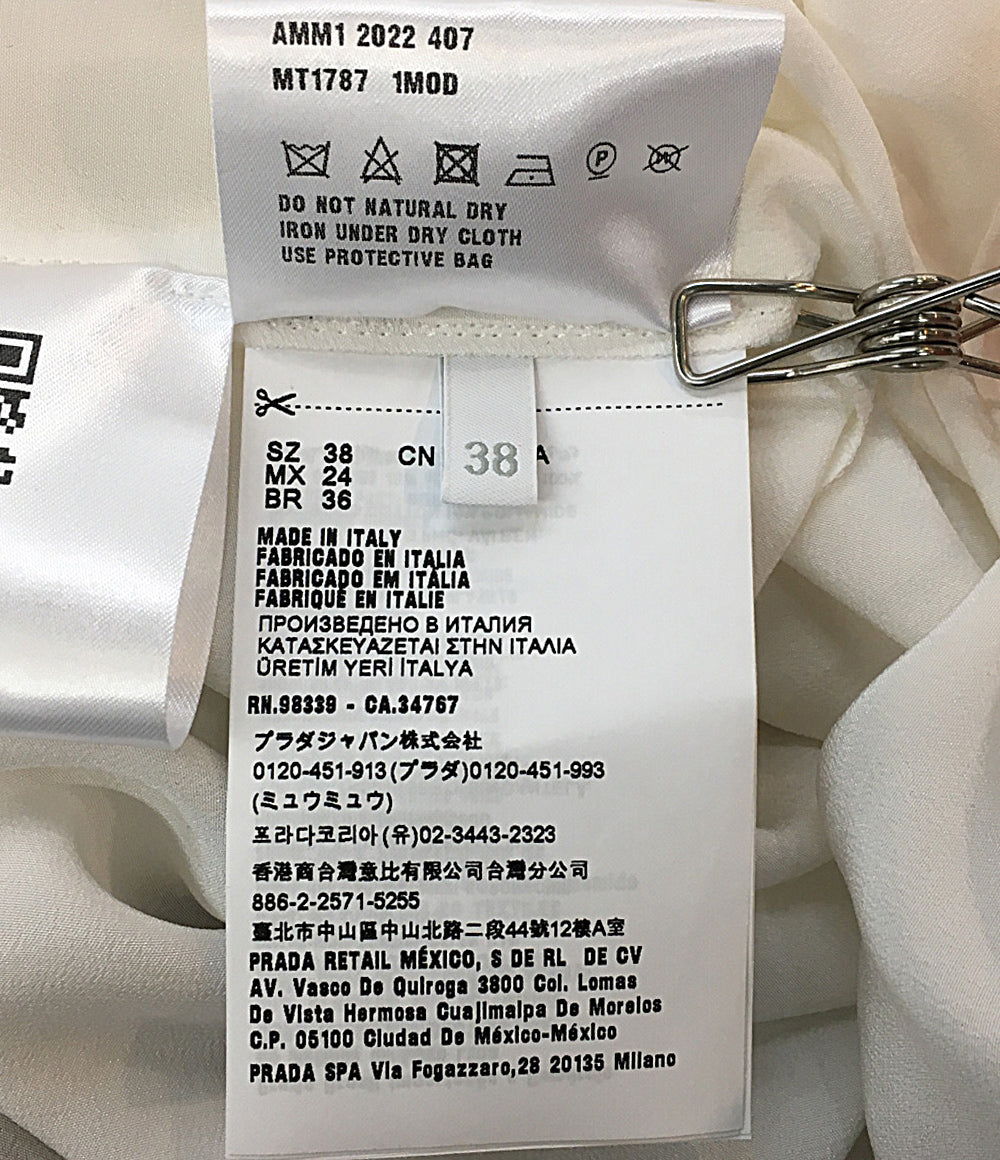 AMM1 2022 407
MT1787 1MOD
P
DO NOT NATURAL DRY
IRON UNDER DRY CLOTH
USE PROTECTIVE BAG
SZ 38 CN A
MX 24
BR 36
38
MADE IN ITALY
FABRICADO EN ITALIA
FABRICADO EM ITÁLIA
FABRIQUÉ EN ITALIE
ПРОИЗВЕДЕНО В ИТАЛИЯ
ΚΑΤΑΣΚΕΥΑΖΕΤΑΙ ΣΤΗΝ ΙΤΑΛΙΑ
ÜRETİM YERİ İTALYA
RN.98339 - CA.34767
プラダジャパン株式会社
0120-451-913(プラダ)0120-451-993
(ミュウミュウ)
프라다코리아(유)02-3443-2323
香港商台灣意比有限公司台灣分公司
886-2-2571-5255
臺北市中山區中山北路二段44號12樓A室
PRADA RETAIL MÉXICO, S DE RL DE CV
AV. Vasco De Quiroga 3800 Col. Lomas
De Vista Hermosa Cuajimalpa De Morelos
C.P. 05100 Ciudad De México-México
PRADA SPA Via Fogazzaro,28 20135 Milano